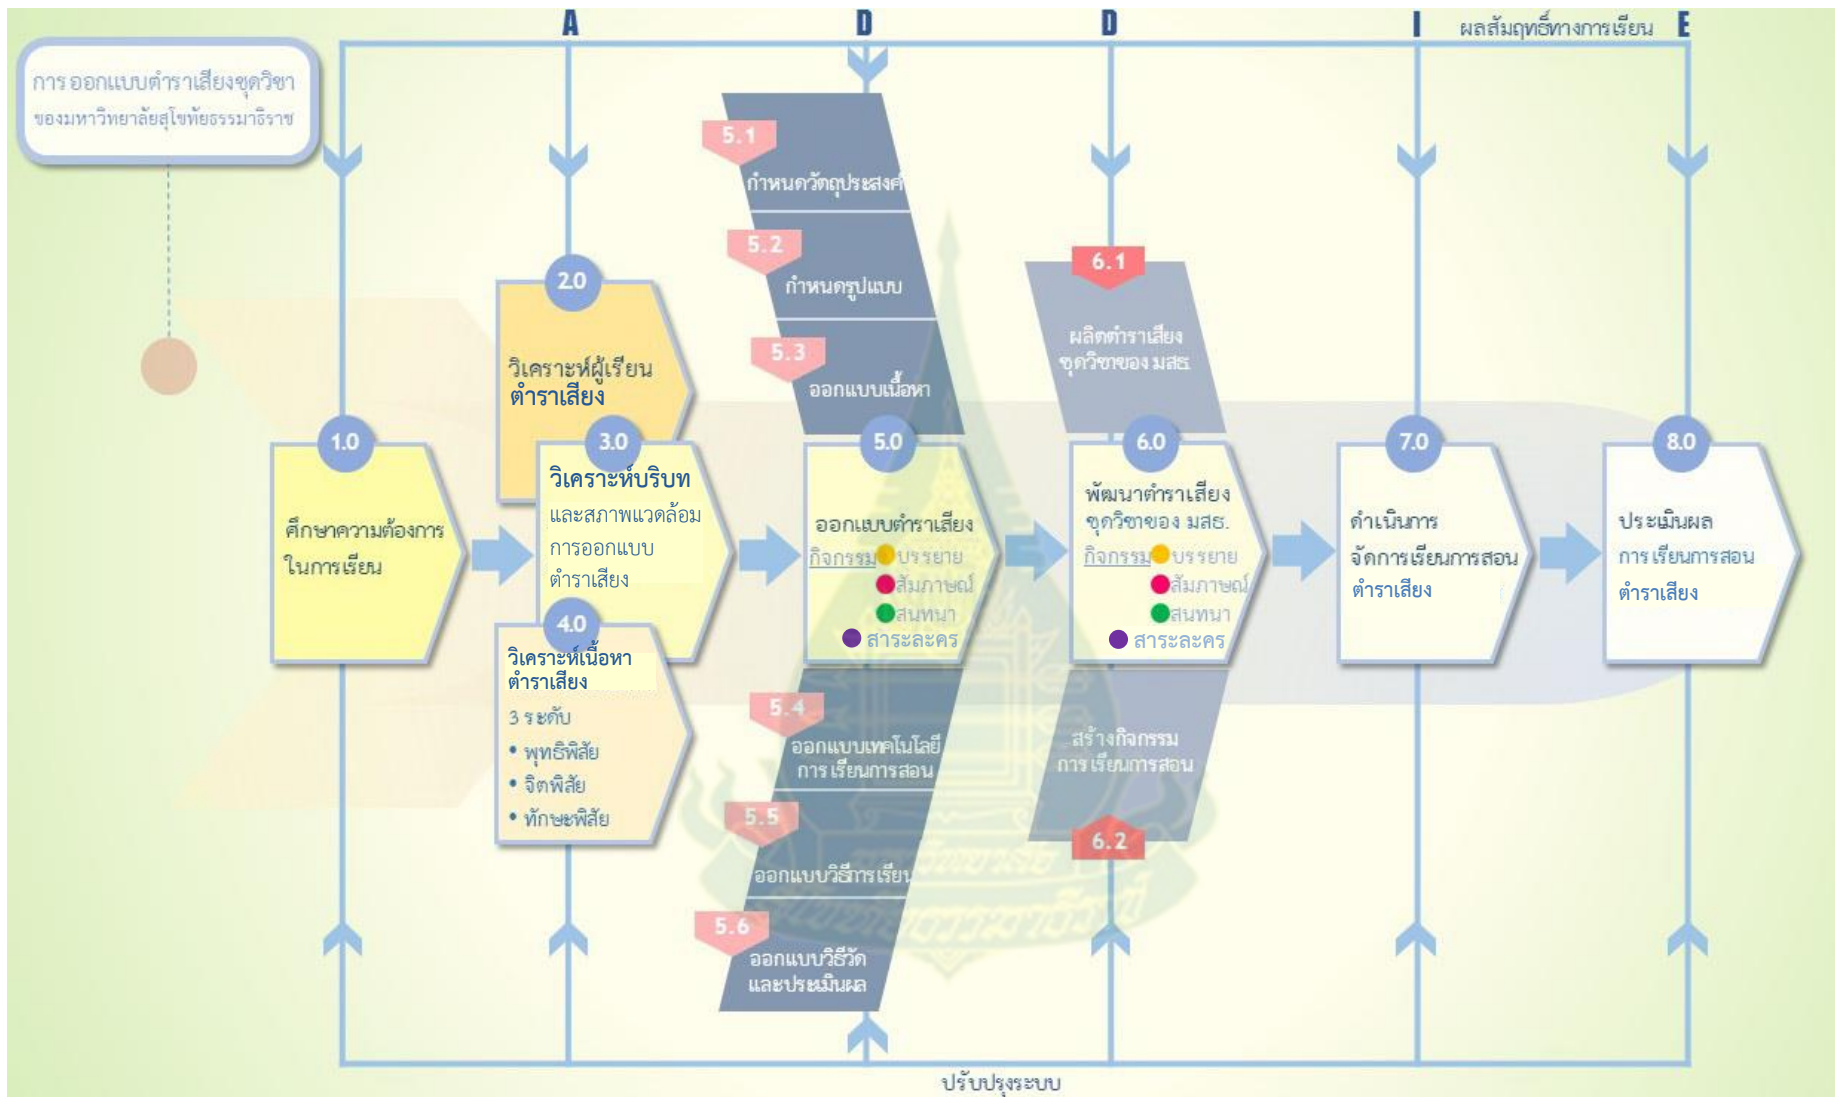 A
D
D
I
ผลสัมฤทธิ์ทางการเรียน
E
การออกแบบตำราเสียงชุดวิชา
ของมหาวิทยาลัยสุโขทัยธรรมาธิราช
1.0
ศึกษาความต้องการ
ในการเรียน
2.0
วิเคราะห์ผู้เรียน
ตำราเสียง
3.0
วิเคราะห์บริบท
และสภาพแวดล้อม
การออกแบบ
ตำราเสียง
4.0
วิเคราะห์เนื้อหา
ตำราเสียง
3 ระดับ
• พุทธิพิสัย
• จิตพิสัย
• ทักษะพิสัย
5.1
กำหนดวัตถุประสงค์
5.2
กำหนดรูปแบบ
5.3
ออกแบบเนื้อหา
5.0
ออกแบบตำราเสียง
กิจกรรม บรรยาย
สัมภาษณ์
สนทนา
สาระละคร
5.4
ออกแบบเทคโนโลยี
การเรียนการสอน
5.5
ออกแบบวิธีการเรียน
5.6
ออกแบบวิธีวัด
และประเมินผล
6.1
ผลิตตำราเสียง
ชุดวิชาของ มสธ.
6.0
พัฒนาตำราเสียง
ชุดวิชาของ มสธ.
กิจกรรม บรรยาย
สัมภาษณ์
สนทนา
สาระละคร
สร้างกิจกรรม
การเรียนการสอน
6.2
7.0
ดำเนินการ
จัดการเรียนการสอน
ตำราเสียง
8.0
ประเมินผล
การเรียนการสอน
ตำราเสียง
ปรับปรุงระบบ